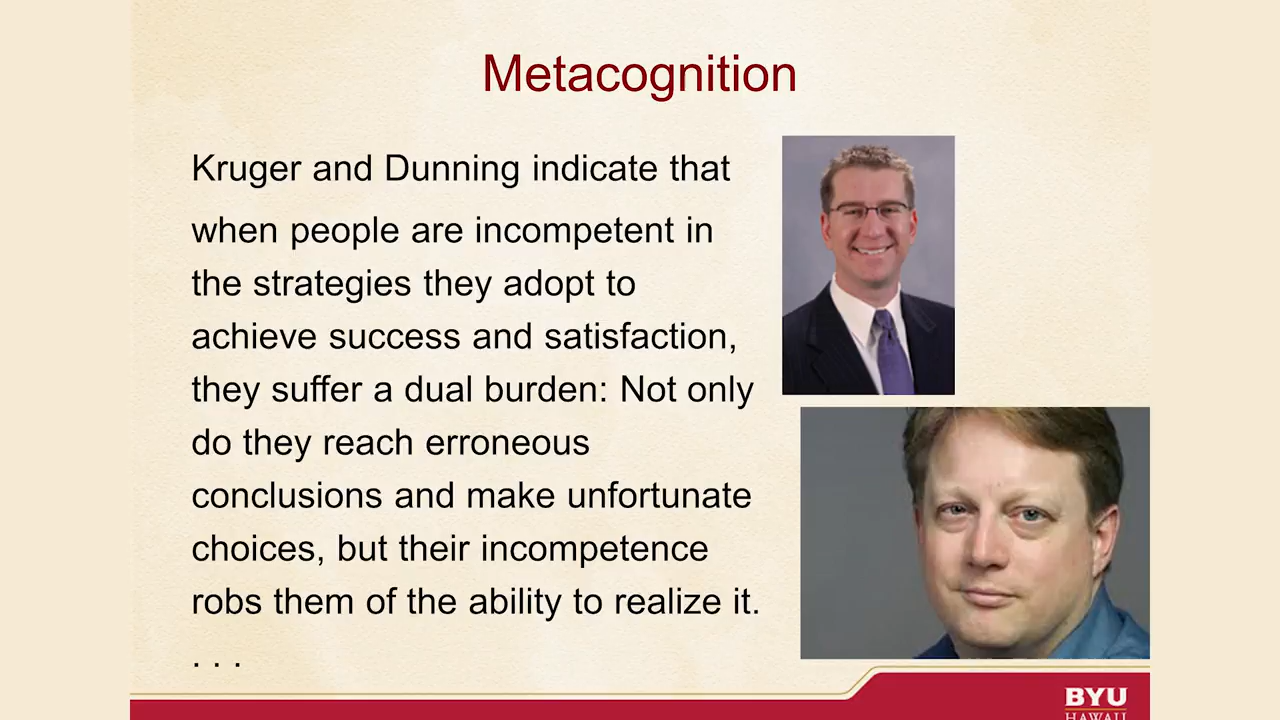 Metacognition
Kruger and Dunning indicate that
when people are incompetent in
the strategies they adopt to
achieve success and satisfaction,
they suffer a dual burden: Not only
do they reach erroneous
conclusions and make unfortunate
choices, but their incompetence
robs them of the ability to realize it.
. . .
BYU
HAWAII